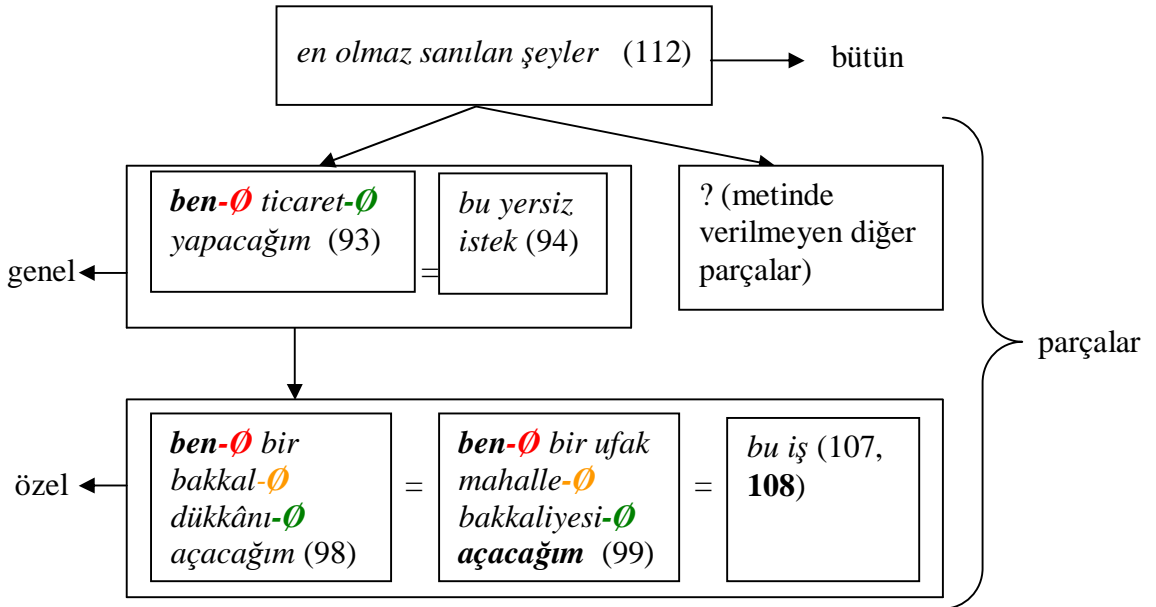 en olmaz sanılan şeyler (112)
bütün
ben-Ø ticaret-Ø
yapacağım (93)
=
bu yersiz
istek (94)
? (metinde
verilmeyen diğer
parçalar)
genel
parçalar
ben-Ø bir
bakkal-Ø
dükkânı-Ø
açacağım (98)
=
ben-Ø bir ufak
mahalle-Ø
bakkaliyesi-Ø
açacağım (99)
=
bu iş (107,
108)
özel